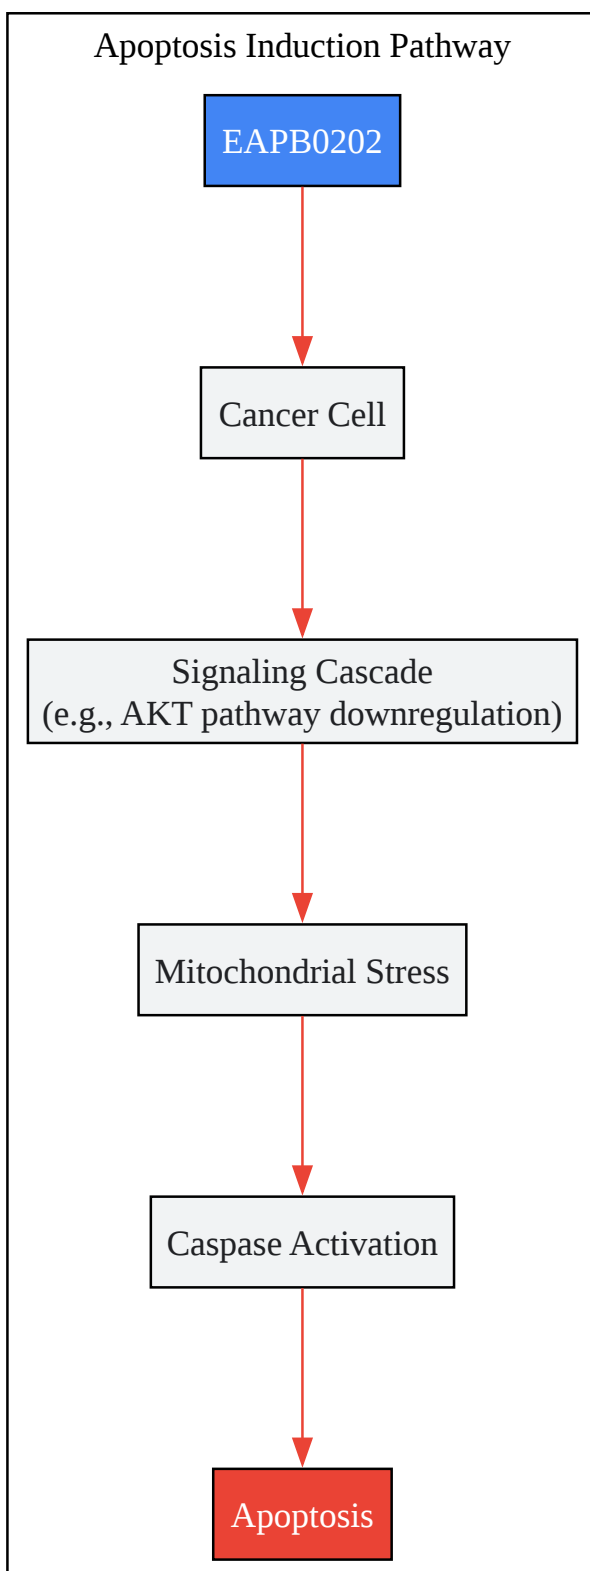 Apoptosis Induction Pathway
EAPB0202
Cancer Cell
Signaling Cascade
(e.g., AKT pathway downregulation)
Mitochondrial Stress
Caspase Activation
Apoptosis